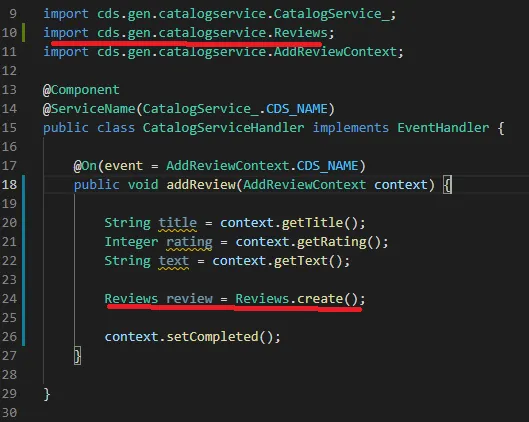 9 import cds.gen.catalogservice.CatalogService_;
10 import cds.gen.catalogservice.Reviews;
11 import cds.gen.catalogservice.AddReviewContext;
12
13 @Component
14 @ServiceName(CatalogService_.CDS_NAME)
15 public class CatalogServiceHandler implements EventHandler {
16
17     @On(event = AddReviewContext.CDS_NAME)
18     public void addReview(AddReviewContext context) {
19
20         String title = context.getTitle();
21         Integer rating = context.getRating();
22         String text = context.getText();
23
24         Reviews review = Reviews.create();
25
26         context.setCompleted();
27     }
28
29 }
30